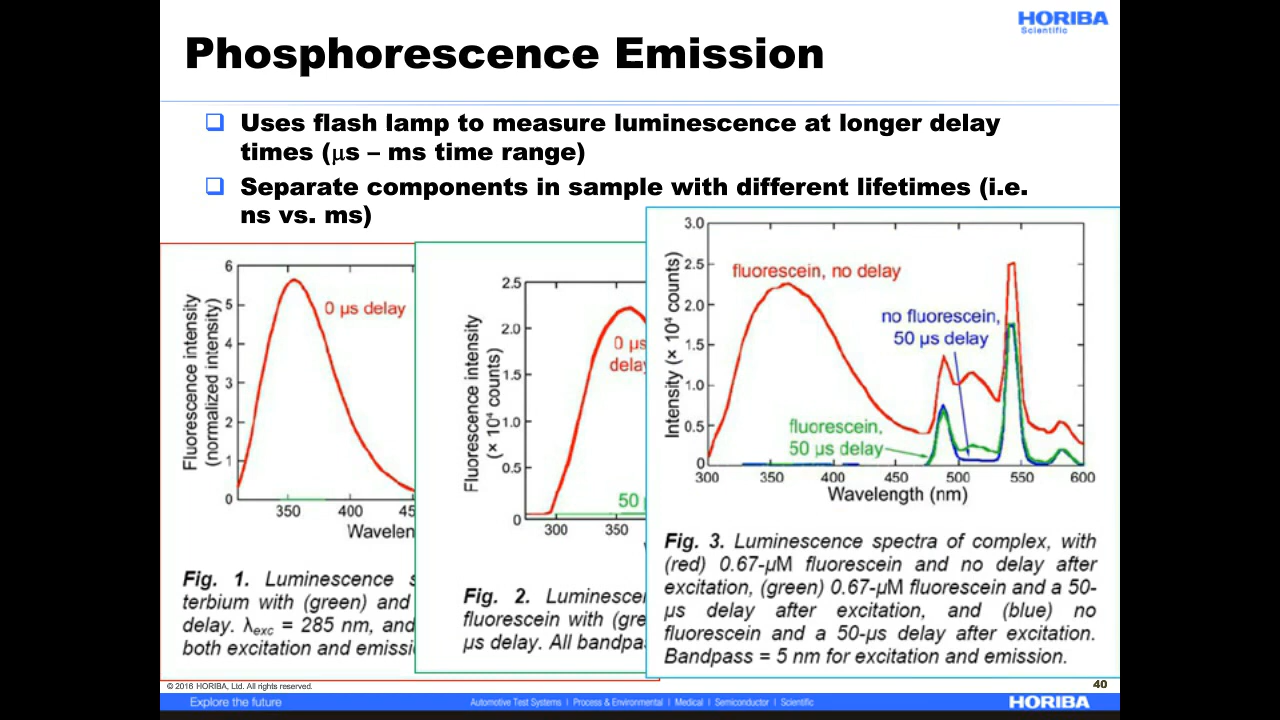 HORIBA
Scientific
Phosphorescence Emission
❑ Uses flash lamp to measure luminescence at longer delay
times (μs – ms time range)
❑ Separate components in sample with different lifetimes (i.e.
ns vs. ms)
Fluorescence intensity
(normalized intensity)
6
5
4
3
2
1
0
0 µs delay
350 400 45
Wavelen
Fig. 1. Luminescence s
terbium with (green) and
delay. λexc = 285 nm, and
both excitation and emissi
Fluorescence intensity
(× 10⁴ counts)
2.5
2.0
1.5
1.0
0.5
0
0 µs
delay
50
300 350
Fig. 2. Luminescel
fluorescein with (gre
µs delay. All bandpa
Intensity (× 10⁴ counts)
3.0
2.5
2.0
1.5
1.0
0.5
0
fluorescein, no delay
no fluorescein,
50 µs delay
fluorescein,
50 µs delay
300 350 400 450 500 550 600
Wavelength (nm)
Fig. 3. Luminescence spectra of complex, with
(red) 0.67-µM fluorescein and no delay after
excitation, (green) 0.67-µM fluorescein and a 50-
µs delay after excitation, and (blue) no
fluorescein and a 50-µs delay after excitation.
Bandpass = 5 nm for excitation and emission.
© 2016 HORIBA, Ltd. All rights reserved.
40
Explore the future
Automotive Test Systems | Process & Environmental | Medical | Semiconductor | Scientific
HORIBA